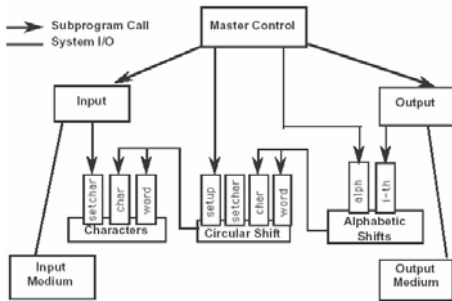 Subprogram Call
System I/O
Master Control
Input
Output
setchar
char
word
setup
setchar
char
word
alph
i-th
Characters
Circular Shift
Alphabetic
Shifts
Input
Medium
Output
Medium